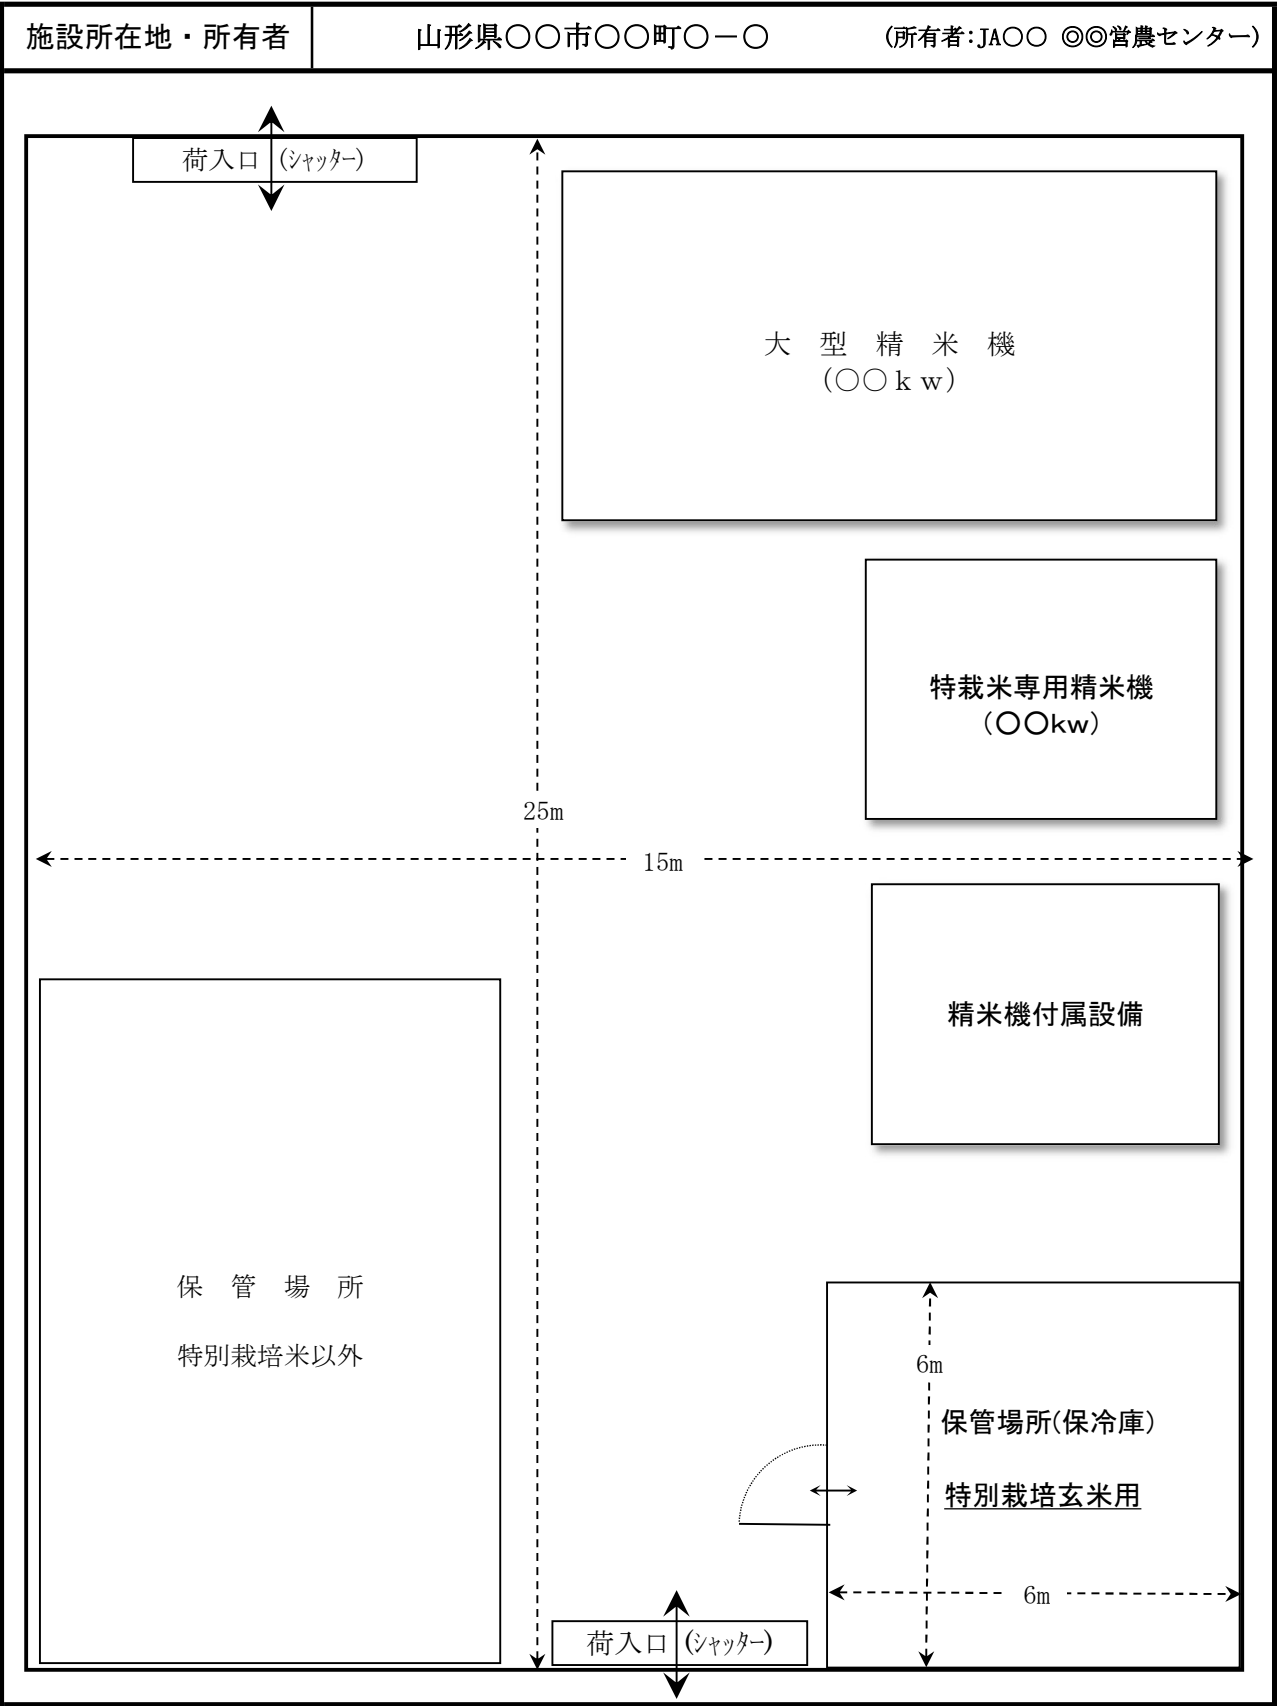 施設所在地・所有者
山形県〇〇市〇〇町〇－〇
(所有者：JA〇〇 ◎◎営農センター)
荷入口 (ｼｬｯﾀｰ)
大 型 精 米 機
(〇〇ｋｗ)
特栽米専用精米機
(〇〇kw)
25m
15m
精米機付属設備
保 管 場 所
特別栽培米以外
6m
保管場所(保冷庫)
特別栽培玄米用
6m
荷入口 (ｼｬｯﾀｰ)